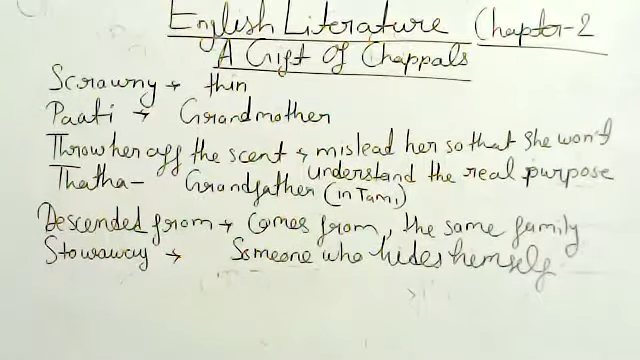 English Literature Chapter-2
A Gift Of Chappals
Scrawny → thin
Paati → Grandmother
Throw her off the scent → mislead her so that she won't
understand the real purpose
Thatha - Grandfather (in Tamil)
Descended from → Comes from, the same family
Stowaway → Someone who hides hemself